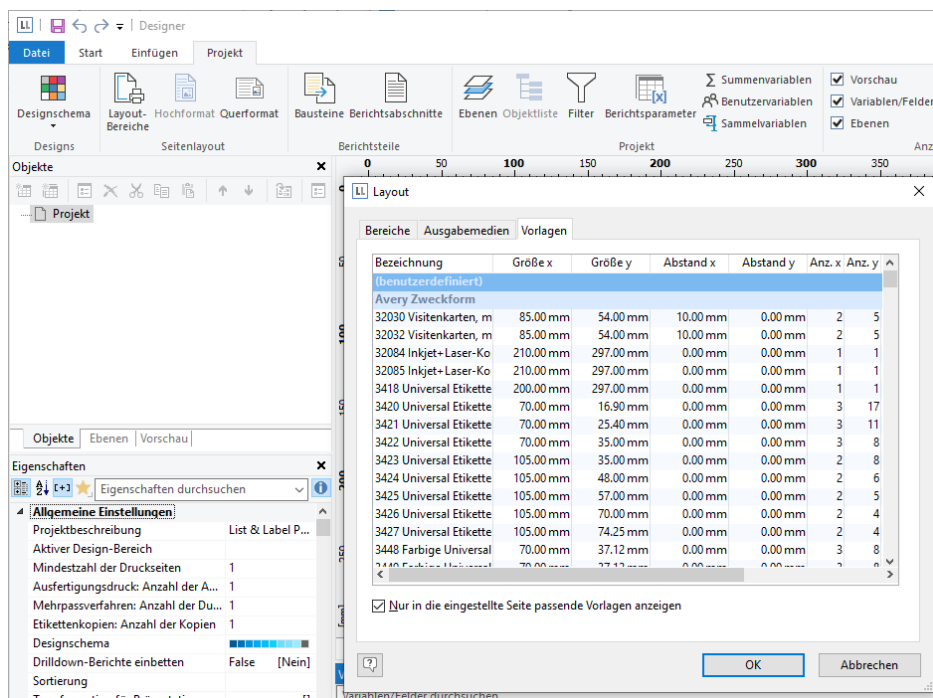 LL Designer
Datei Start Einfügen Projekt
Designschema Layout-Bereiche Hochformat Querformat Bausteine Berichtsabschnitte Ebenen Objektliste Filter Berichtsparameter
Summenvariablen
Benutzervariablen
Sammelvariablen
Vorschau
Variablen/Felder
Ebenen
Designs Seitenlayout Berichtsteile Projekt Anz
Objekte
Projekt
0 50 100 150 200 250 300 350
LL Layout
Bereiche Ausgabemedien Vorlagen
Bezeichnung Größe x Größe y Abstand x Abstand y Anz. x Anz. y
(benutzerdefiniert)
Avery Zweckform
32030 Visitenkarten, m 85.00 mm 54.00 mm 10.00 mm 0.00 mm 2 5
32032 Visitenkarten, m 85.00 mm 54.00 mm 10.00 mm 0.00 mm 2 5
32084 Inkjet+Laser-Ko 210.00 mm 297.00 mm 0.00 mm 0.00 mm 1 1
32085 Inkjet+Laser-Ko 210.00 mm 297.00 mm 0.00 mm 0.00 mm 1 1
3418 Universal Etikette 200.00 mm 297.00 mm 0.00 mm 0.00 mm 1 1
3420 Universal Etikette 70.00 mm 16.90 mm 0.00 mm 0.00 mm 3 17
3421 Universal Etikette 70.00 mm 25.40 mm 0.00 mm 0.00 mm 3 11
3422 Universal Etikette 70.00 mm 35.00 mm 0.00 mm 0.00 mm 3 8
3423 Universal Etikette 105.00 mm 35.00 mm 0.00 mm 0.00 mm 2 8
3424 Universal Etikette 105.00 mm 48.00 mm 0.00 mm 0.00 mm 2 6
3425 Universal Etikette 105.00 mm 57.00 mm 0.00 mm 0.00 mm 2 5
3426 Universal Etikette 105.00 mm 70.00 mm 0.00 mm 0.00 mm 2 4
3427 Universal Etikette 105.00 mm 74.25 mm 0.00 mm 0.00 mm 2 4
3448 Farbige Universal 70.00 mm 37.12 mm 0.00 mm 0.00 mm 3 8
Nur in die eingestellte Seite passende Vorlagen anzeigen
OK Abbrechen
Objekte Ebenen Vorschau
Eigenschaften
Eigenschaften durchsuchen
Allgemeine Einstellungen
Projektbeschreibung List & Label P...
Aktiver Design-Bereich
Mindestzahl der Druckseiten 1
Ausfertigungsdruck: Anzahl der A... 1
Mehrpassverfahren: Anzahl der Du... 1
Etikettenkopien: Anzahl der Kopien 1
Designschema
Drilldown-Berichte einbetten False [Nein]
Sortierung
Variablen/Felder durchsuchen